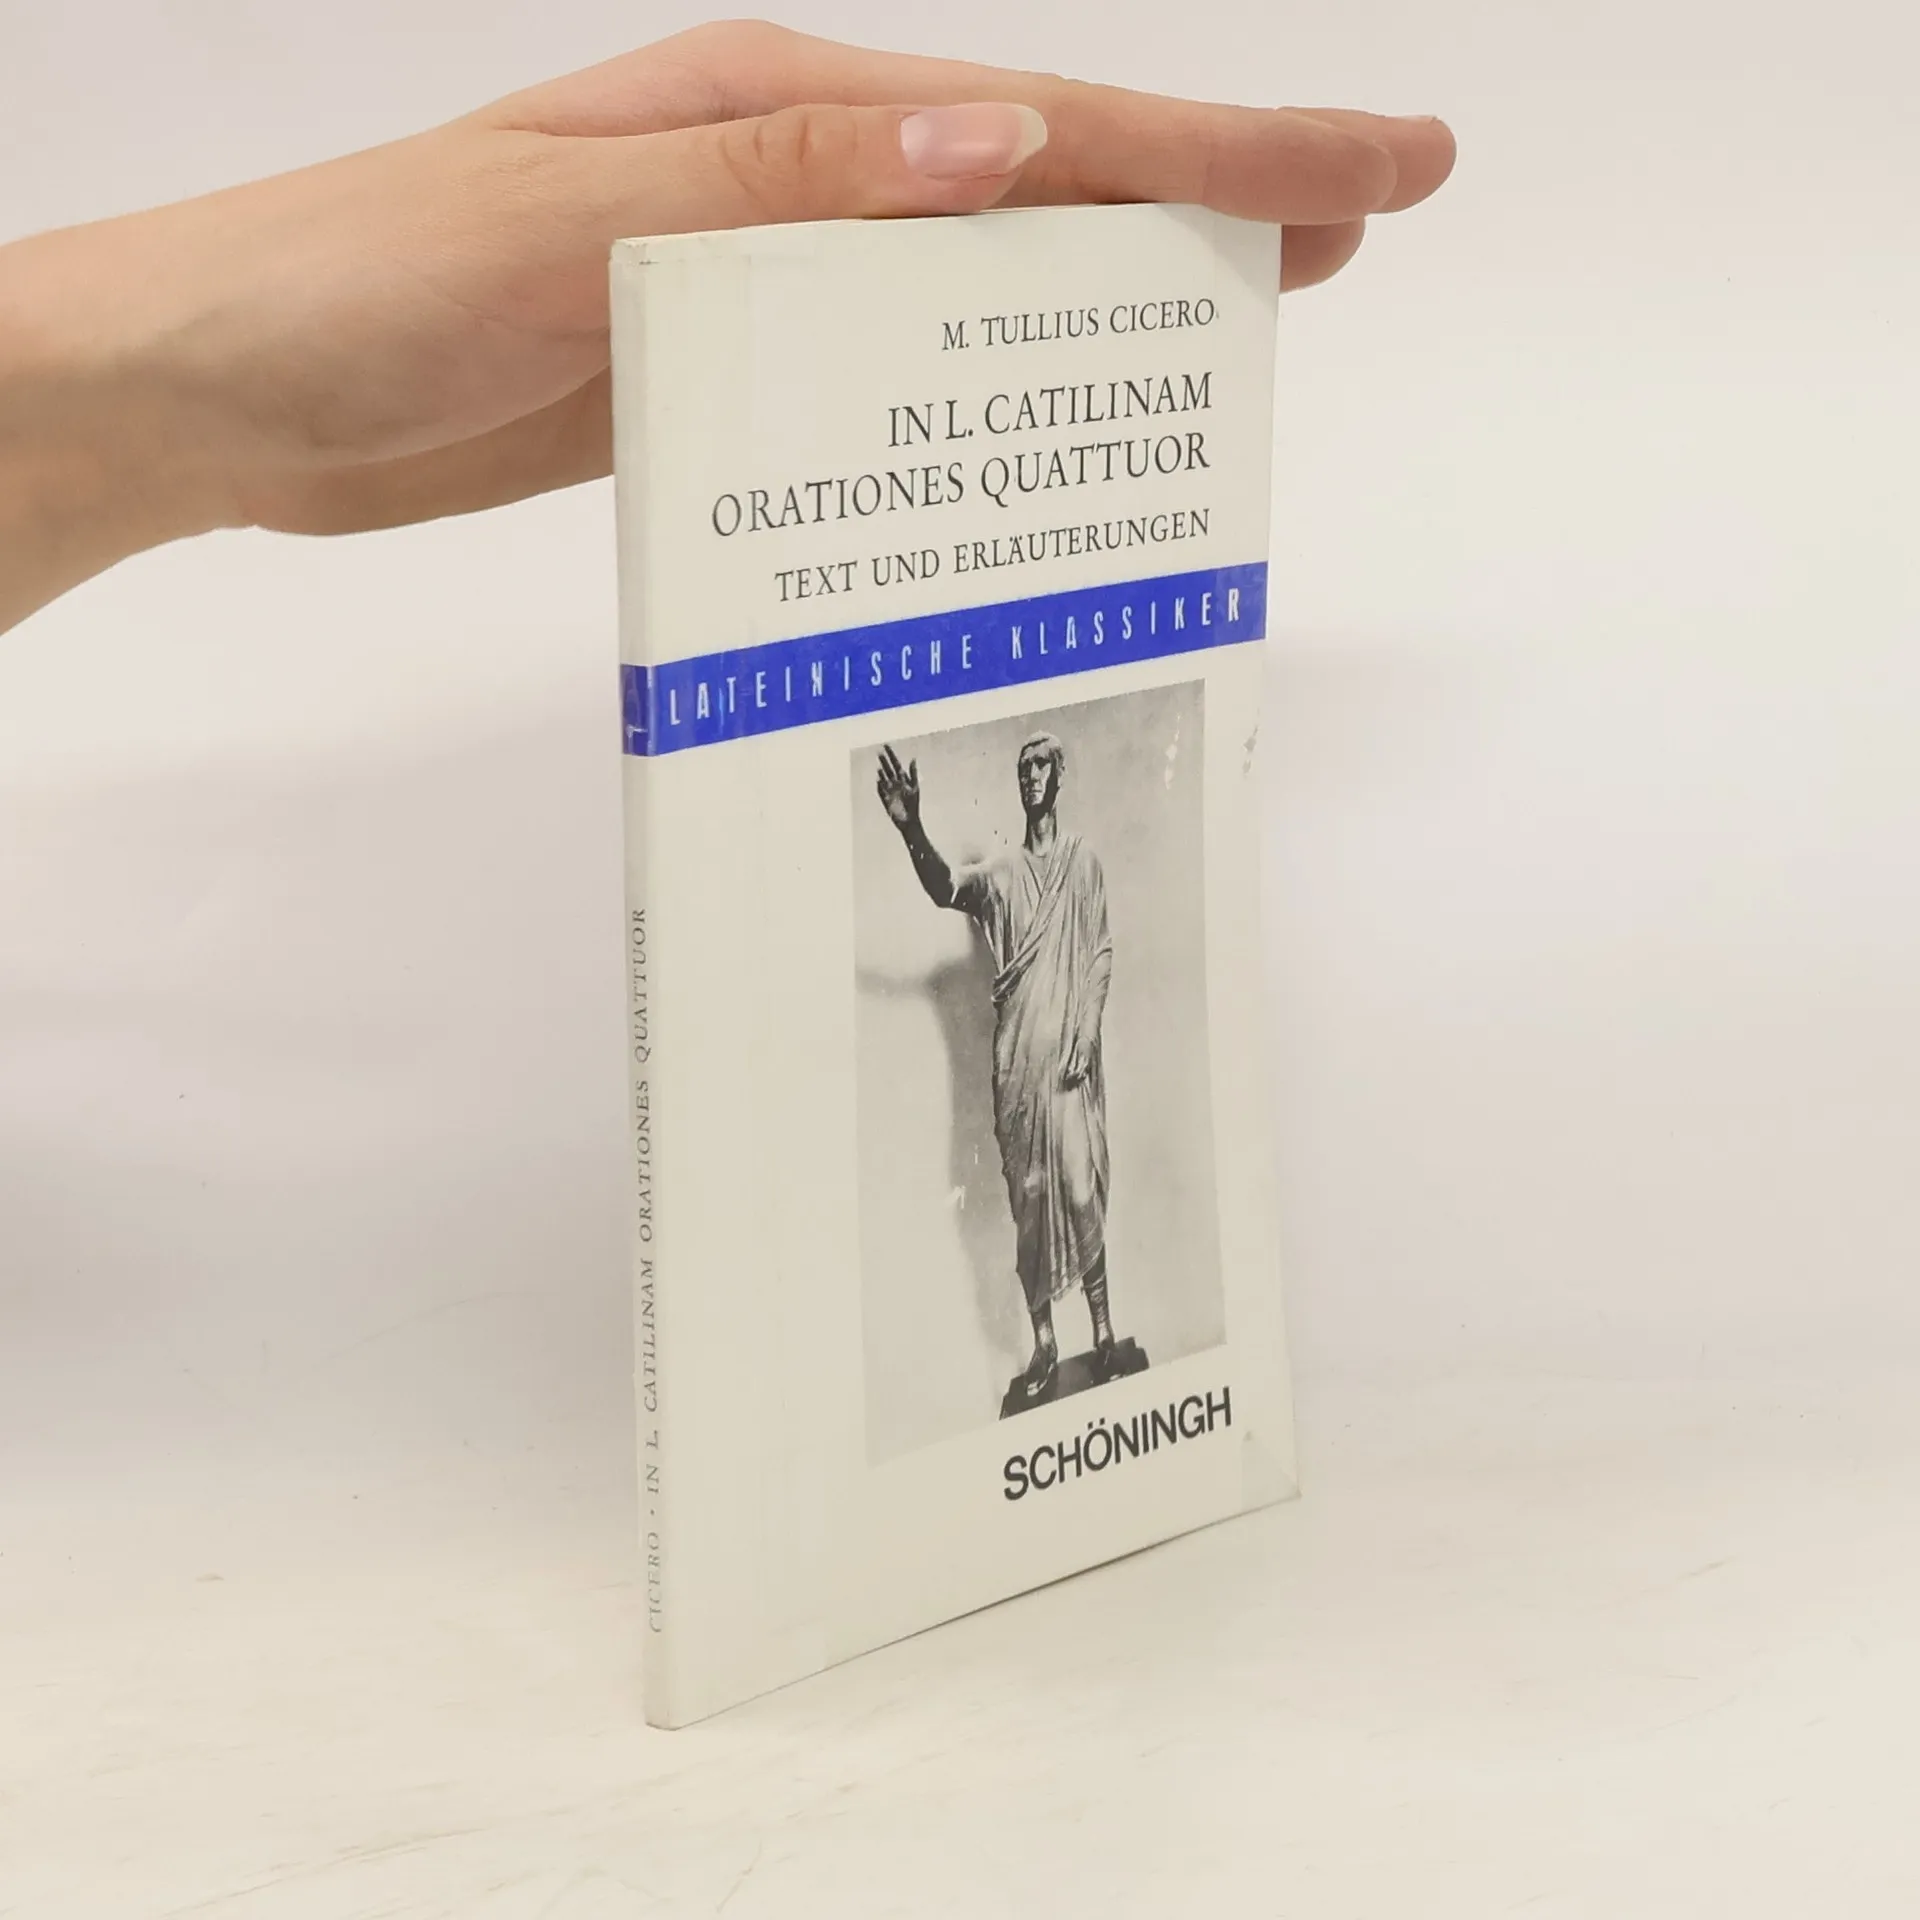 M. TULLIUS CICERO
IN L. CATILINAM
ORATIONES QUATTUOR
TEXT UND ERLÄUTERUNGEN
LATEINISCHE KLASSIKER
SCHÖNINGH
CICERO · IN L. CATILINAM ORATIONES QUATTUOR